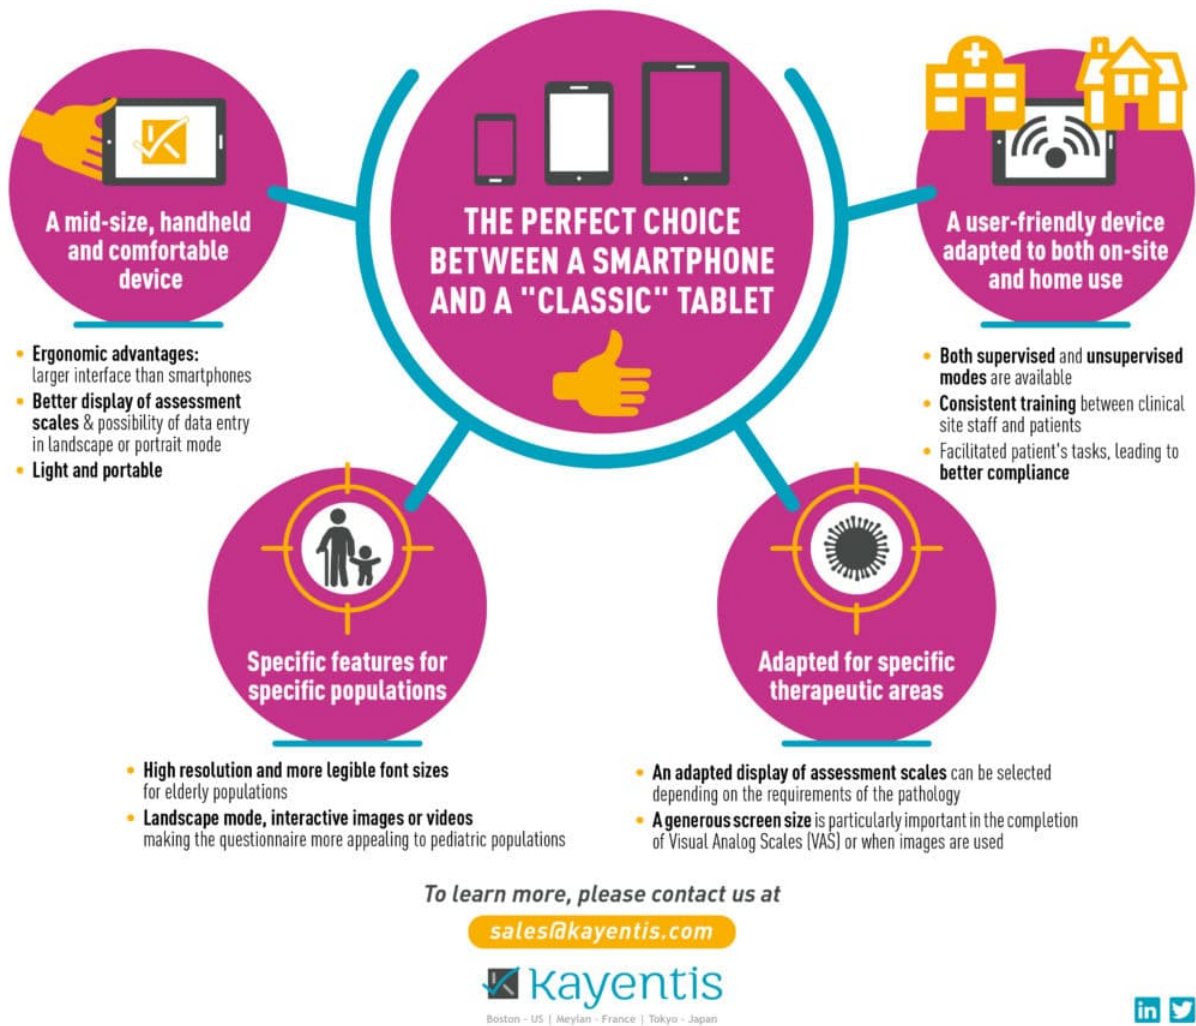 THE PERFECT CHOICE
BETWEEN A SMARTPHONE
AND A "CLASSIC" TABLET
A mid-size, handheld
and comfortable
device
• Ergonomic advantages:
larger interface than smartphones
• Better display of assessment
scales & possibility of data entry
in landscape or portrait mode
• Light and portable
A user-friendly device
adapted to both on-site
and home use
• Both supervised and unsupervised
modes are available
• Consistent training between clinical
site staff and patients
• Facilitated patient's tasks, leading to
better compliance
Specific features for
specific populations
• High resolution and more legible font sizes
for elderly populations
• Landscape mode, interactive images or videos
making the questionnaire more appealing to pediatric populations
Adapted for specific
therapeutic areas
• An adapted display of assessment scales can be selected
depending on the requirements of the pathology
• A generous screen size is particularly important in the completion
of Visual Analog Scales (VAS) or when images are used
To learn more, please contact us at
sales@kayentis.com
Kayentis
Boston - US | Meylan - France | Tokyo - Japan
in